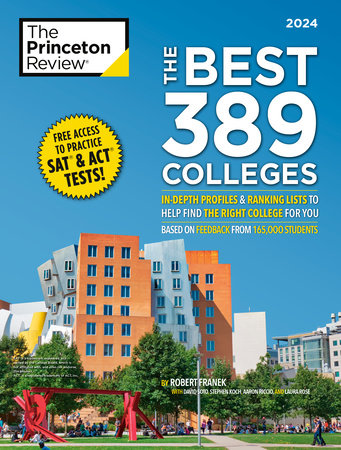 The
Princeton
Review®
2024
THE BEST
389
COLLEGES
FREE ACCESS
TO PRACTICE
SAT® & ACT®
TESTS!
IN-DEPTH PROFILES & RANKING LISTS TO
HELP FIND THE RIGHT COLLEGE FOR YOU
BASED ON FEEDBACK FROM 165,000 STUDENTS
BY ROBERT FRANEK
WITH DAVID SOTO, STEPHEN KOCH, AARON RICCIO, AND LAURA ROSE